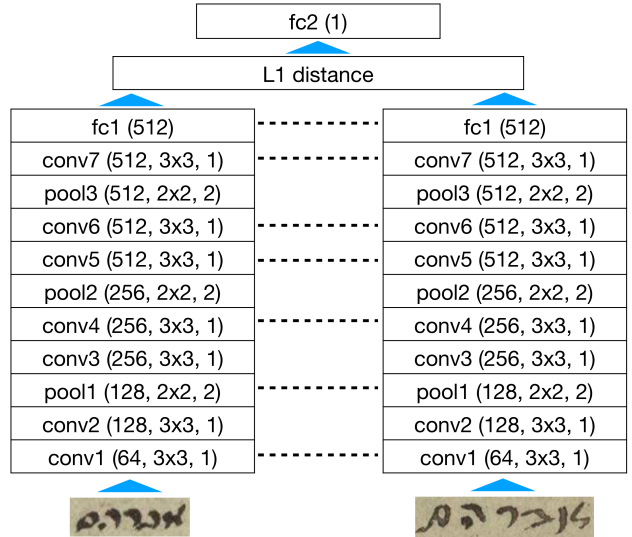 fc2 (1)
L1 distance
fc1 (512)
conv7 (512, 3x3, 1)
pool3 (512, 2x2, 2)
conv6 (512, 3x3, 1)
conv5 (512, 3x3, 1)
pool2 (256, 2x2, 2)
conv4 (256, 3x3, 1)
conv3 (256, 3x3, 1)
pool1 (128, 2x2, 2)
conv2 (128, 3x3, 1)
conv1 (64, 3x3, 1)
אברהם
fc1 (512)
conv7 (512, 3x3, 1)
pool3 (512, 2x2, 2)
conv6 (512, 3x3, 1)
conv5 (512, 3x3, 1)
pool2 (256, 2x2, 2)
conv4 (256, 3x3, 1)
conv3 (256, 3x3, 1)
pool1 (128, 2x2, 2)
conv2 (128, 3x3, 1)
conv1 (64, 3x3, 1)
אברהם